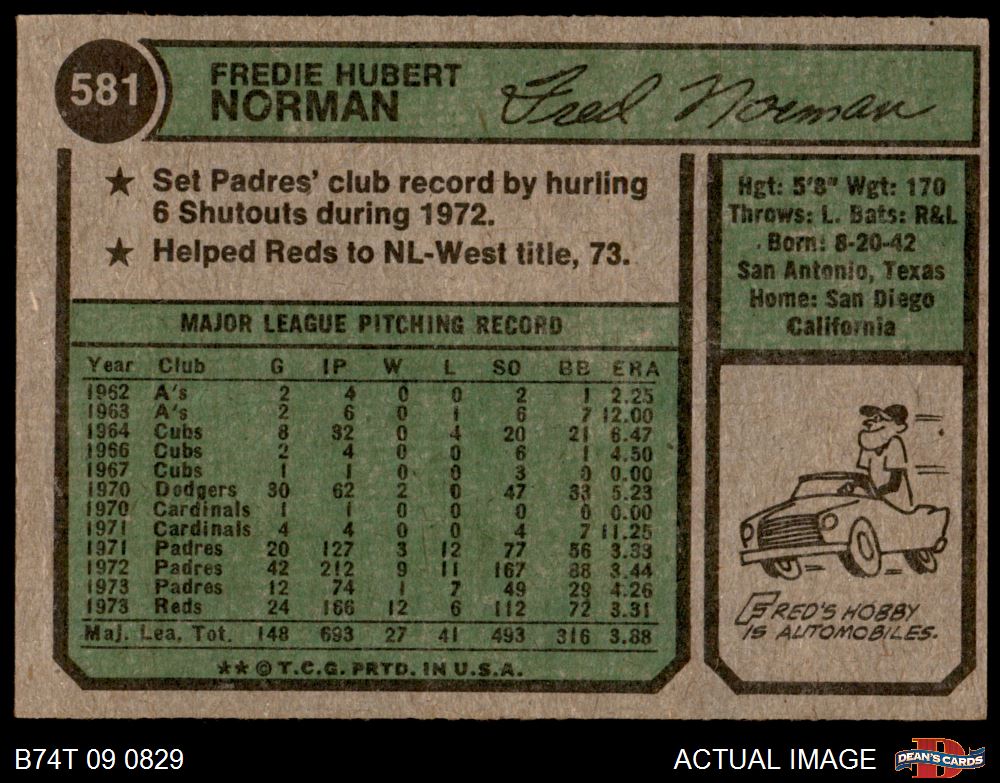 581
FREDIE HUBERT
NORMAN
Fred Norman
★ Set Padres' club record by hurling
6 Shutouts during 1972.
★ Helped Reds to NL-West title, 73.
Hgt: 5'8" Wgt: 170
Throws: L. Bats: R&L
Born: 8-20-42
San Antonio, Texas
Home: San Diego
California
MAJOR LEAGUE PITCHING RECORD
Year Club G IP W L SO BB ERA
1962 A's 2 4 0 0 2 1 2.25
1963 A's 2 6 0 1 6 7 12.00
1964 Cubs 8 32 0 4 20 21 6.47
1966 Cubs 2 4 0 0 6 1 4.50
1967 Cubs 1 1 0 0 3 0 0.00
1970 Dodgers 30 62 2 0 47 33 5.23
1970 Cardinals 1 1 0 0 0 0 0.00
1971 Cardinals 4 4 0 0 4 7 11.25
1971 Padres 20 127 3 12 77 56 3.33
1972 Padres 42 212 9 11 167 88 3.44
1973 Padres 12 74 1 7 49 29 4.26
1973 Reds 24 166 12 6 112 72 3.31
Maj. Lea. Tot. 148 693 27 41 493 316 3.88
★★ © T.C.G. PRTD. IN U.S.A.
FRED'S HOBBY
IS AUTOMOBILES.
B74T 09 0829
ACTUAL IMAGE
D
DEAN'S CARDS